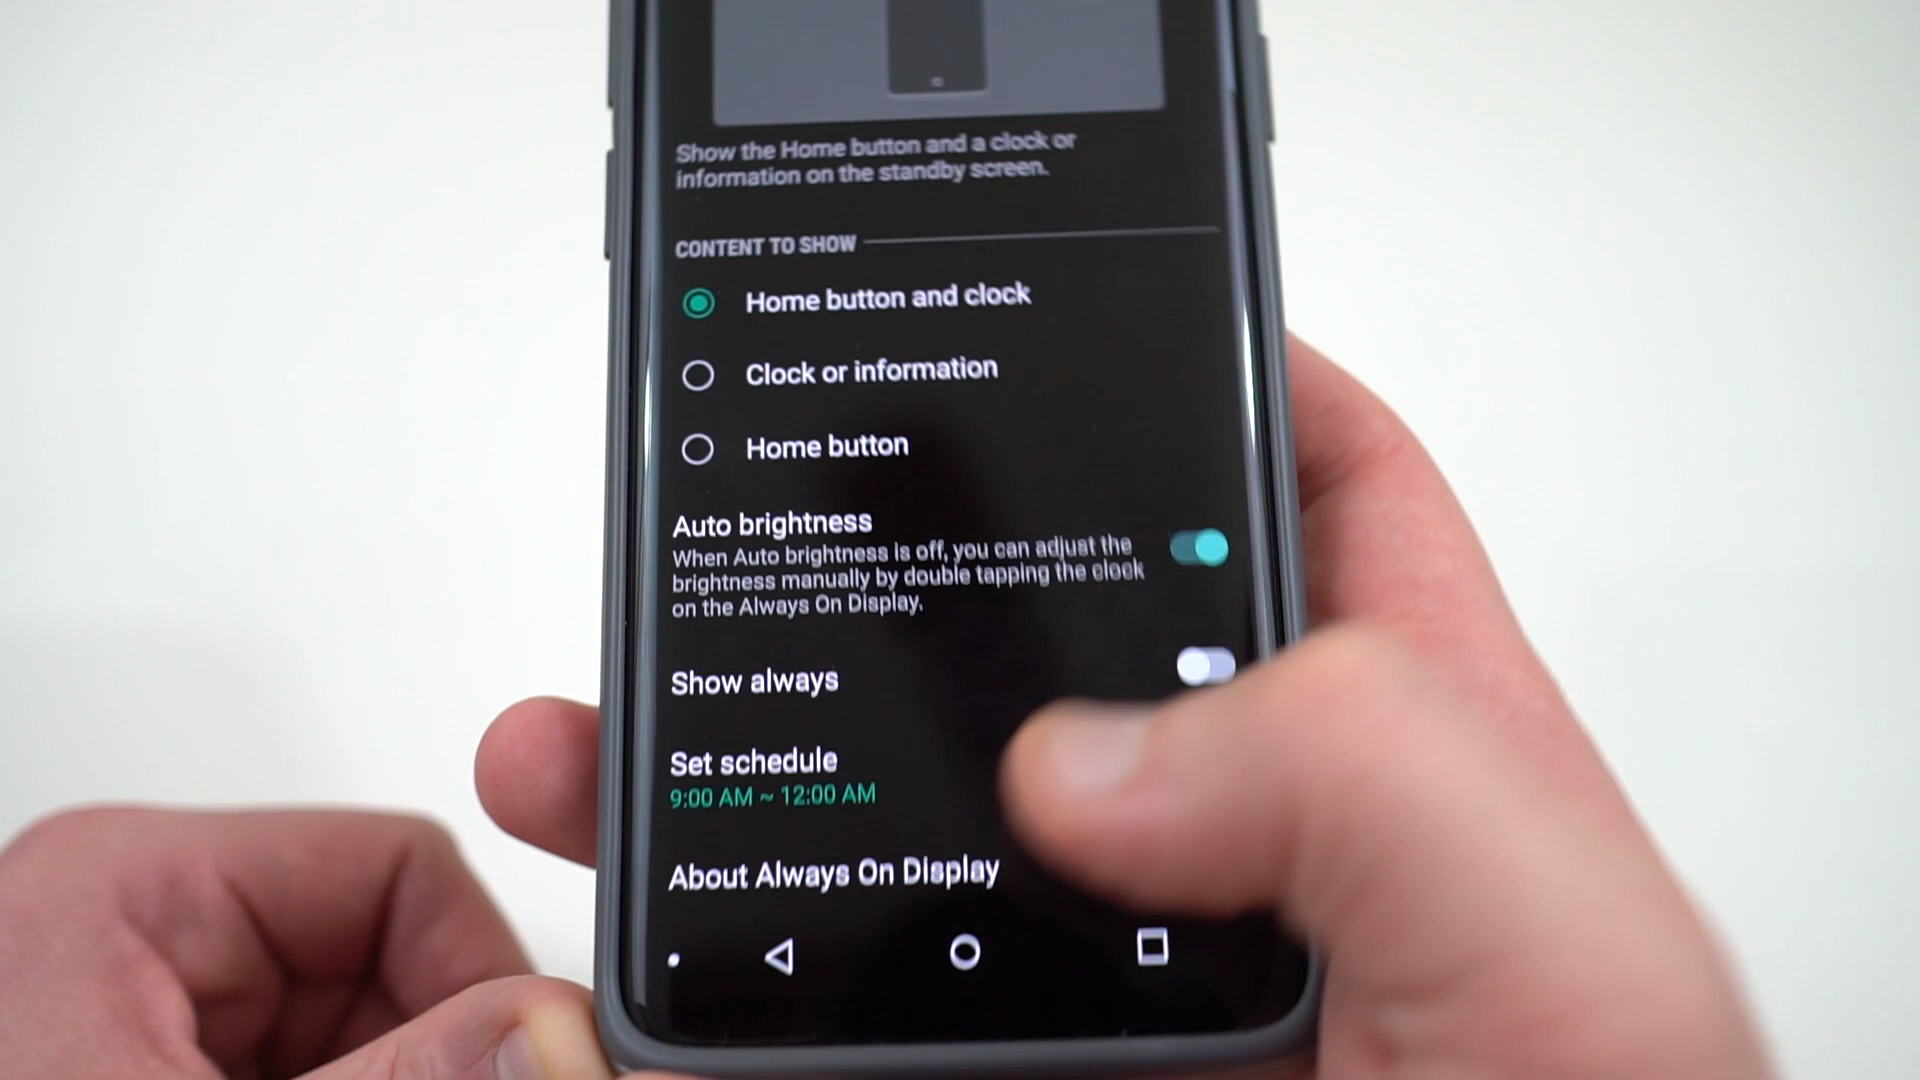 Show the Home button and a clock or
information on the standby screen.
CONTENT TO SHOW
Home button and clock
Clock or information
Home button
Auto brightness
When Auto brightness is off, you can adjust the
brightness manually by double tapping the clock
on the Always On Display.
Show always
Set schedule
9:00 AM ~ 12:00 AM
About Always On Display